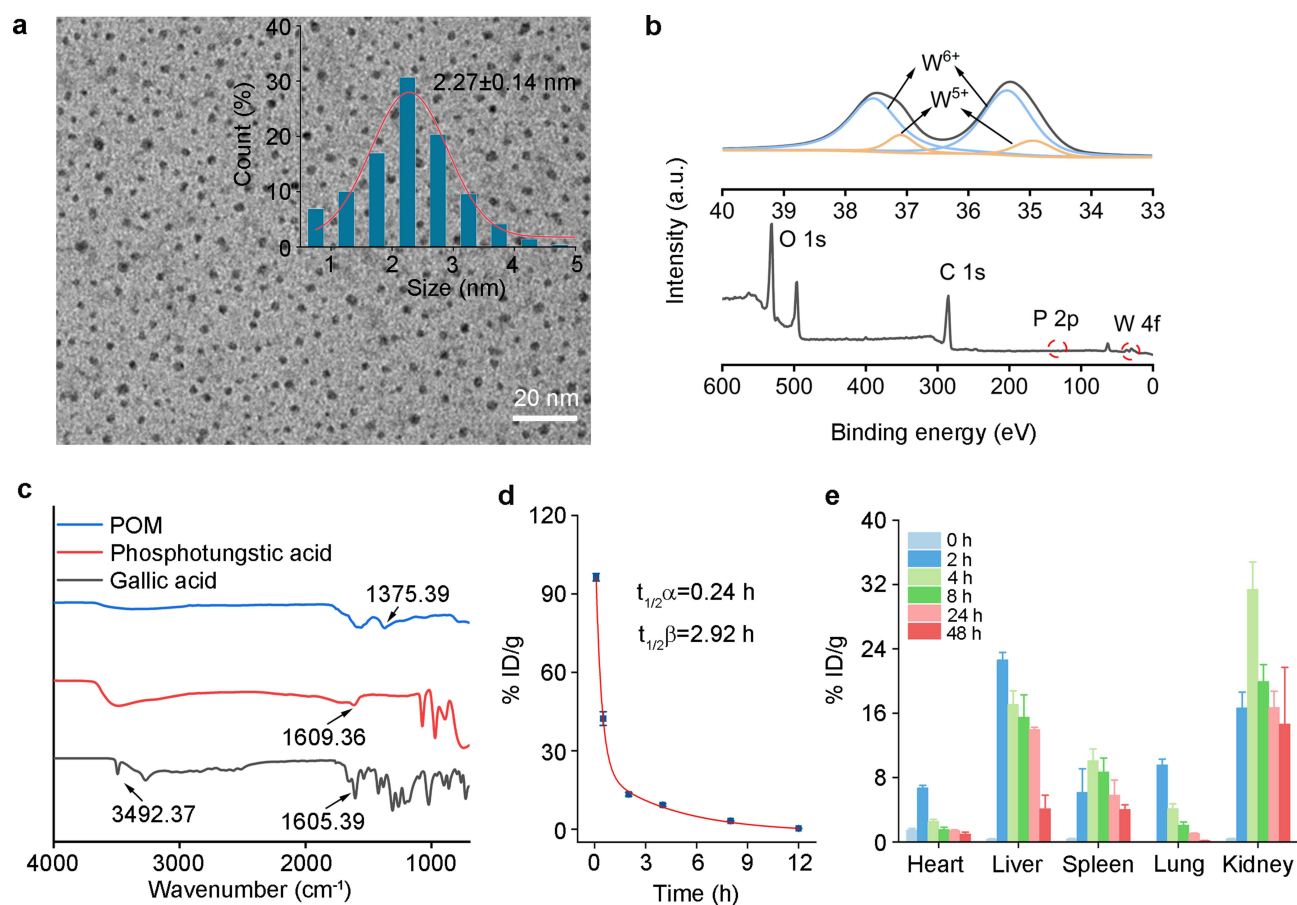 a
40
30
20
10
0
Count (%)
2.27±0.14 nm
1 2 3 4 5
Size (nm)
20 nm
b
W6+
W5+
40 39 38 37 36 35 34 33
Intensity (a.u.)
O 1s
C 1s
P 2p
W 4f
600 500 400 300 200 100 0
Binding energy (eV)
c
POM
Phosphotungstic acid
Gallic acid
1375.39
1609.36
3492.37
1605.39
4000 3000 2000 1000
Wavenumber (cm-1)
d
120
90
60
30
0
% ID/g
t1/2α=0.24 h
t1/2β=2.92 h
0 4 8 12
Time (h)
e
40
32
24
16
8
0
% ID/g
0 h
2 h
4 h
8 h
24 h
48 h
Heart Liver Spleen Lung Kidney